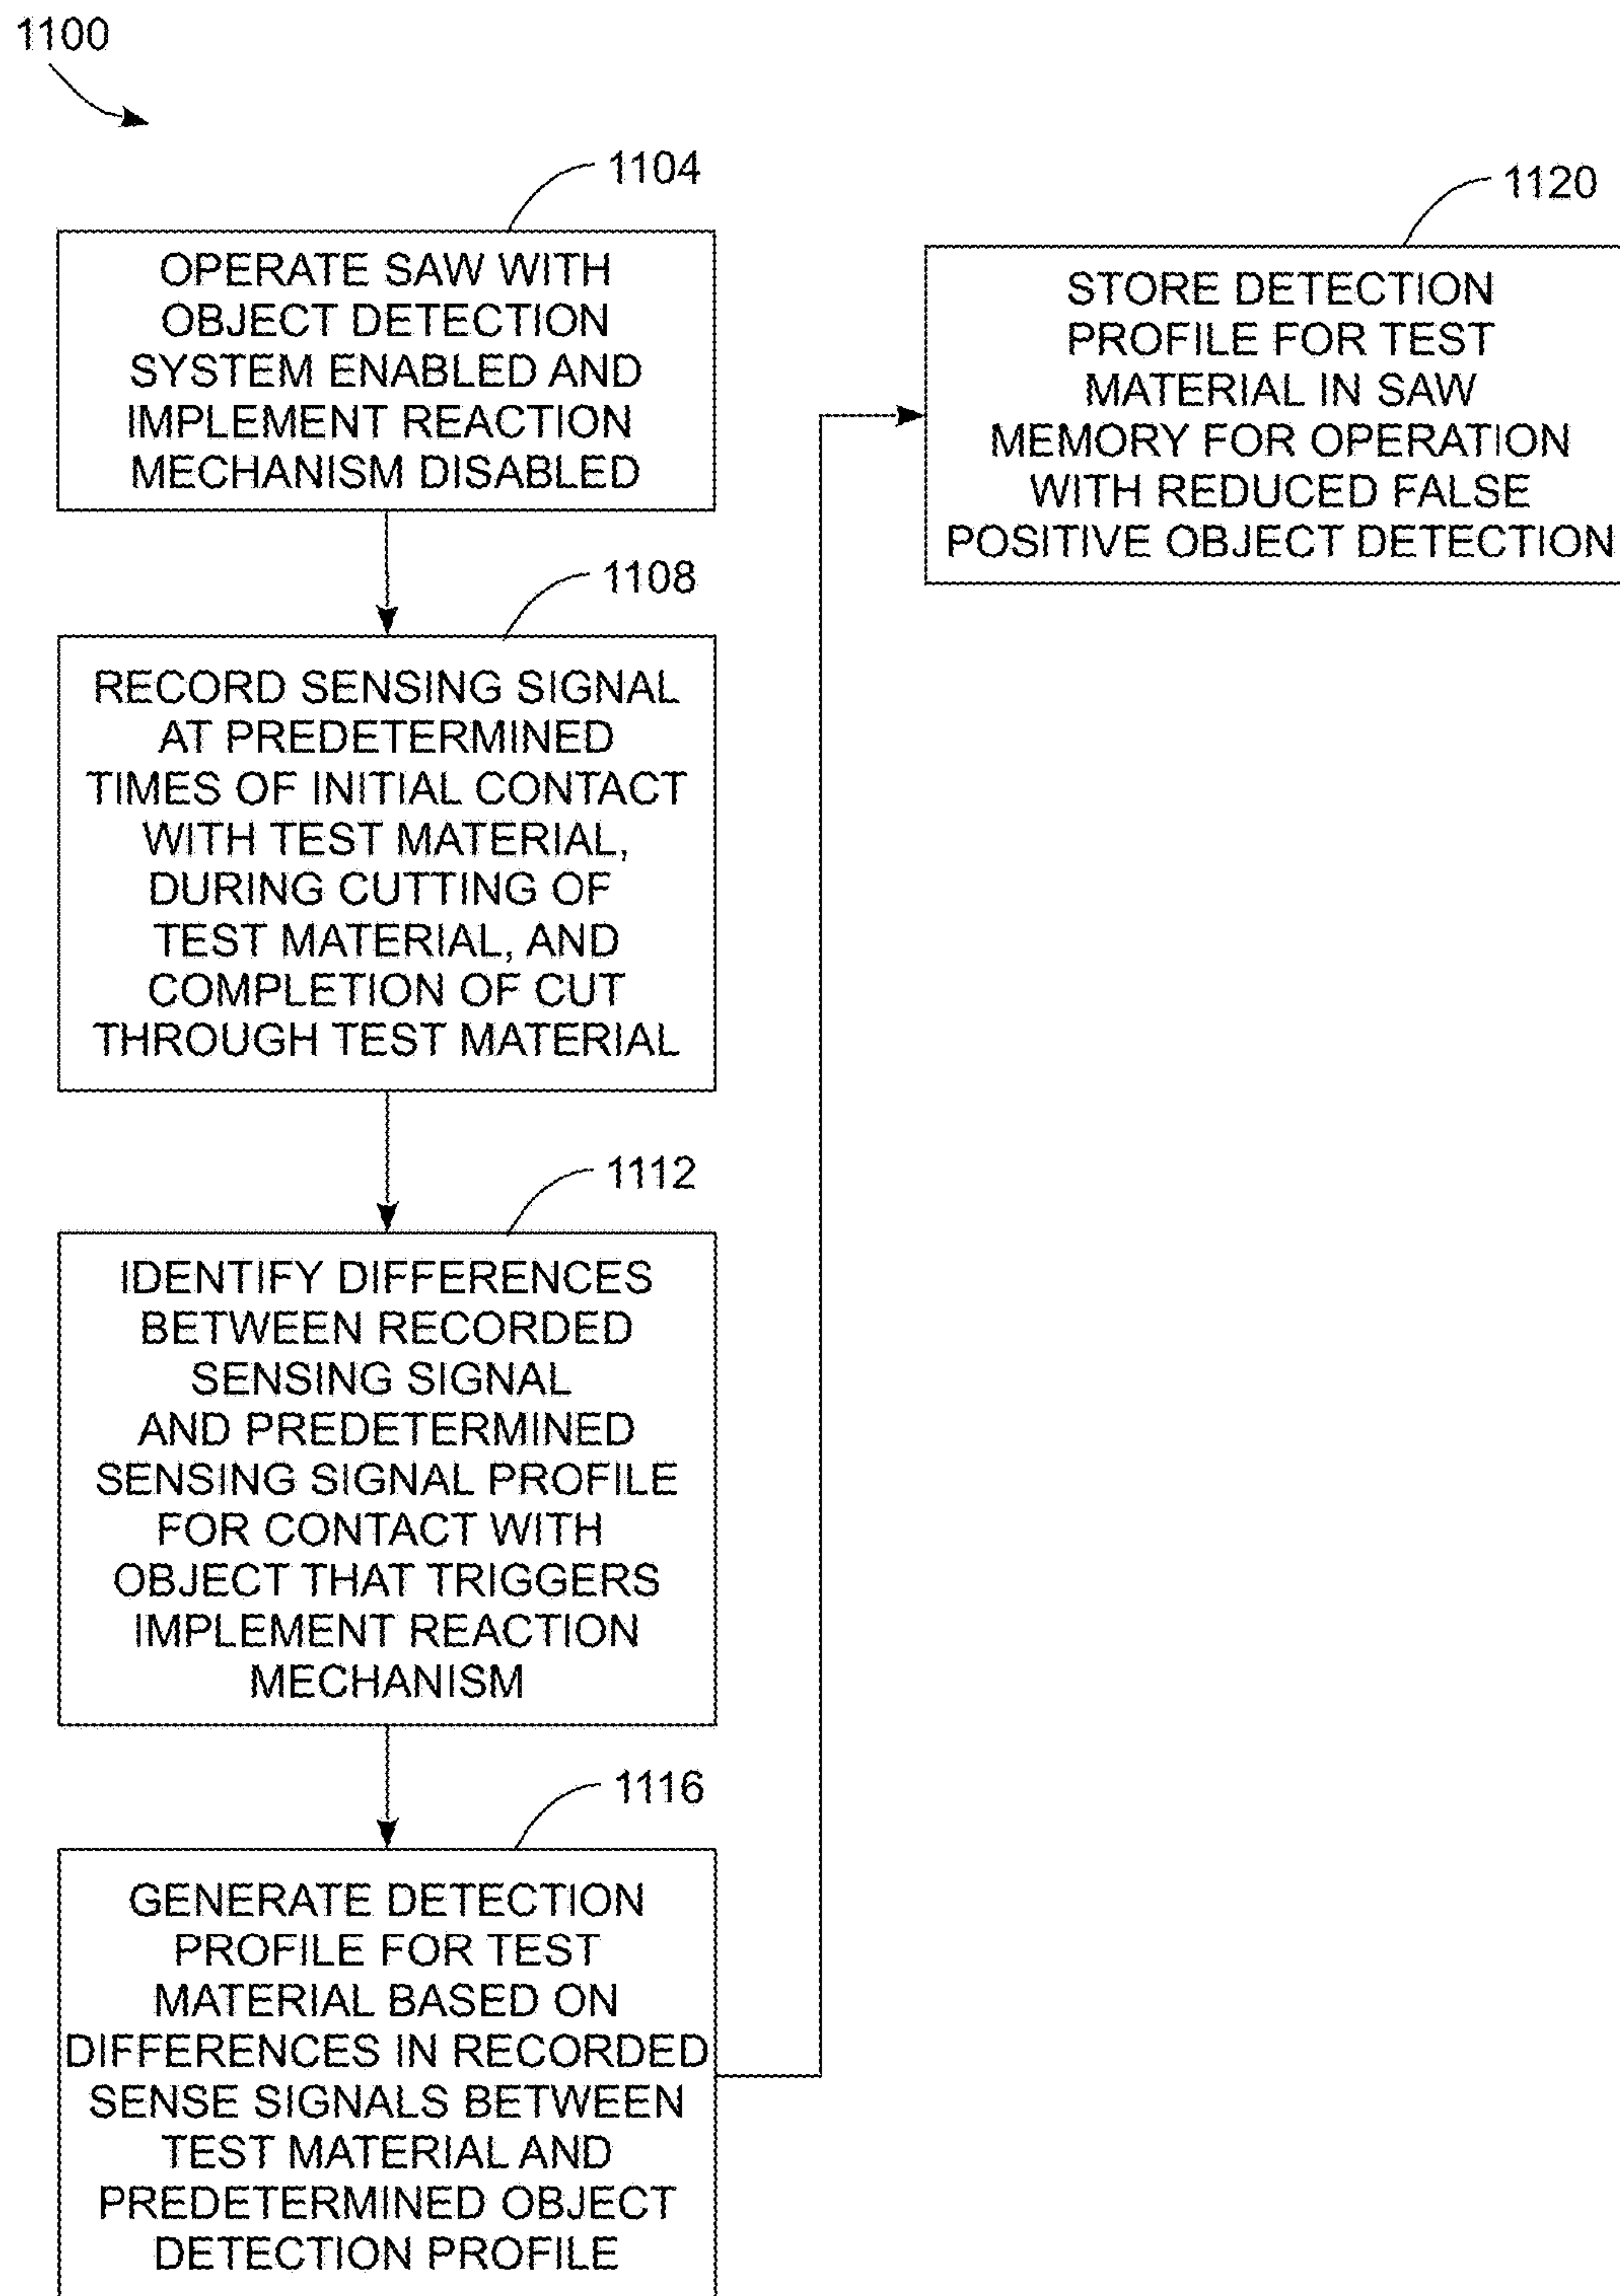 1100
1104
OPERATE SAW WITH
OBJECT DETECTION
SYSTEM ENABLED AND
IMPLEMENT REACTION
MECHANISM DISABLED
1108
RECORD SENSING SIGNAL
AT PREDETERMINED
TIMES OF INITIAL CONTACT
WITH TEST MATERIAL,
DURING CUTTING OF
TEST MATERIAL, AND
COMPLETION OF CUT
THROUGH TEST MATERIAL
1112
IDENTIFY DIFFERENCES
BETWEEN RECORDED
SENSING SIGNAL
AND PREDETERMINED
SENSING SIGNAL PROFILE
FOR CONTACT WITH
OBJECT THAT TRIGGERS
IMPLEMENT REACTION
MECHANISM
1116
GENERATE DETECTION
PROFILE FOR TEST
MATERIAL BASED ON
DIFFERENCES IN RECORDED
SENSE SIGNALS BETWEEN
TEST MATERIAL AND
PREDETERMINED OBJECT
DETECTION PROFILE
1120
STORE DETECTION
PROFILE FOR TEST
MATERIAL IN SAW
MEMORY FOR OPERATION
WITH REDUCED FALSE
POSITIVE OBJECT DETECTION